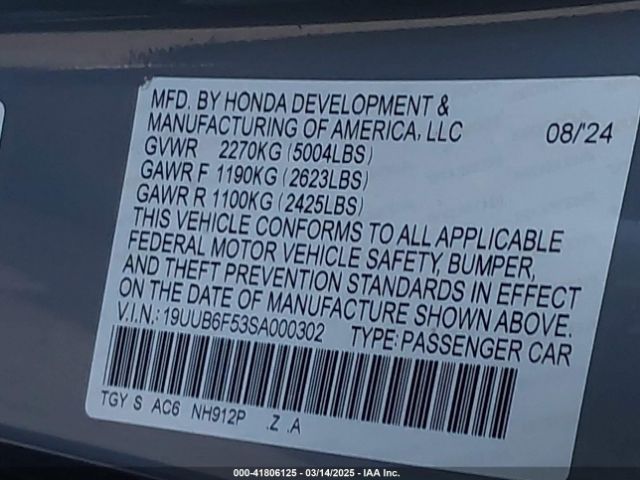 MFD. BY HONDA DEVELOPMENT &
MANUFACTURING OF AMERICA, LLC 08/'24
GVWR 2270KG (5004LBS)
GAWR F 1190KG (2623LBS)
GAWR R 1100KG (2425LBS)
THIS VEHICLE CONFORMS TO ALL APPLICABLE
FEDERAL MOTOR VEHICLE SAFETY, BUMPER,
AND THEFT PREVENTION STANDARDS IN EFFECT
ON THE DATE OF MANUFACTURE SHOWN ABOVE.
V.I.N.: 19UUB6F53SA000302 TYPE: PASSENGER CAR
TGY S AC6 NH912P .Z .A
000-41806125 - 03/14/2025 - IAA Inc.